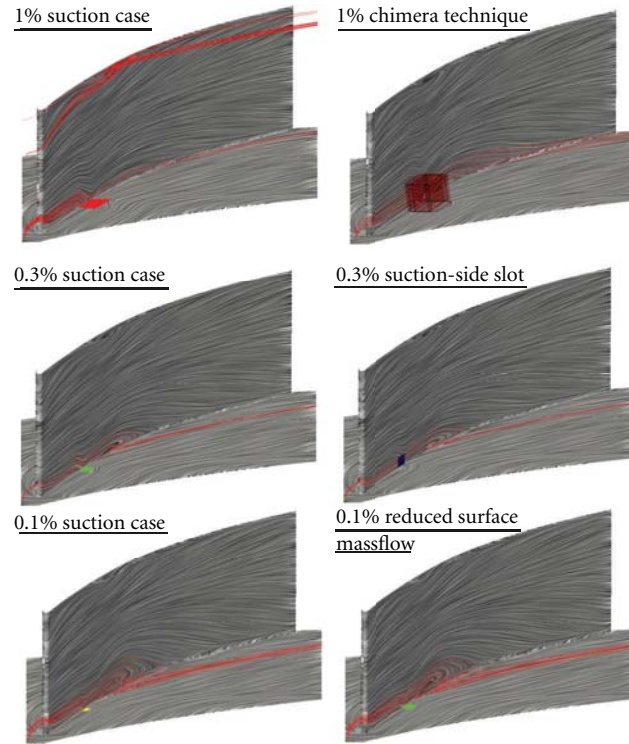 1% suction case
1% chimera technique
0.3% suction case
0.3% suction-side slot
0.1% suction case
0.1% reduced surface
massflow